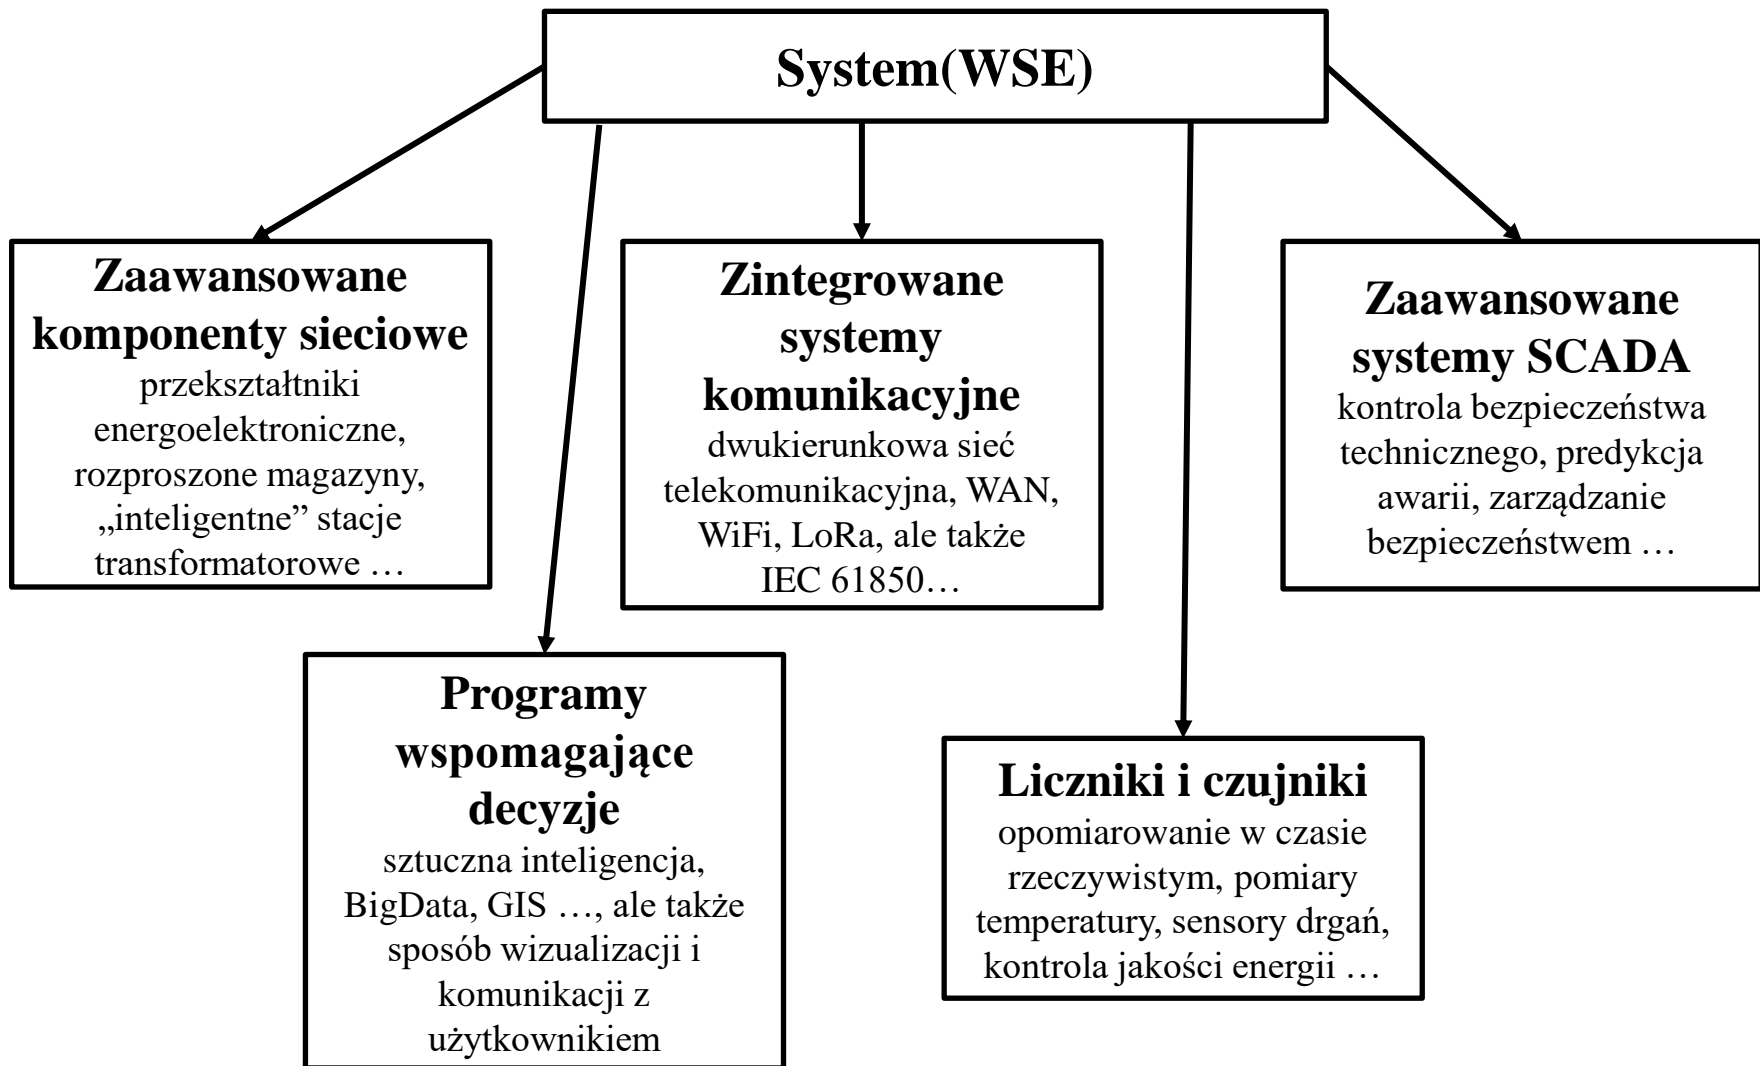 System(WSE)
Zaawansowane
komponenty sieciowe
przekształtniki
energoelektroniczne,
rozproszone magazyny,
„inteligentne” stacje
transformatorowe …
Zintegrowane
systemy
komunikacyjne
dwukierunkowa sieć
telekomunikacyjna, WAN,
WiFi, LoRa, ale także
IEC 61850…
Zaawansowane
systemy SCADA
kontrola bezpieczeństwa
technicznego, predykcja
awarii, zarządzanie
bezpieczeństwem …
Programy
wspomagające
decyzje
sztuczna inteligencja,
BigData, GIS …, ale także
sposób wizualizacji i
komunikacji z
użytkownikiem
Liczniki i czujniki
opomiarowanie w czasie
rzeczywistym, pomiary
temperatury, sensory drgań,
kontrola jakości energii …